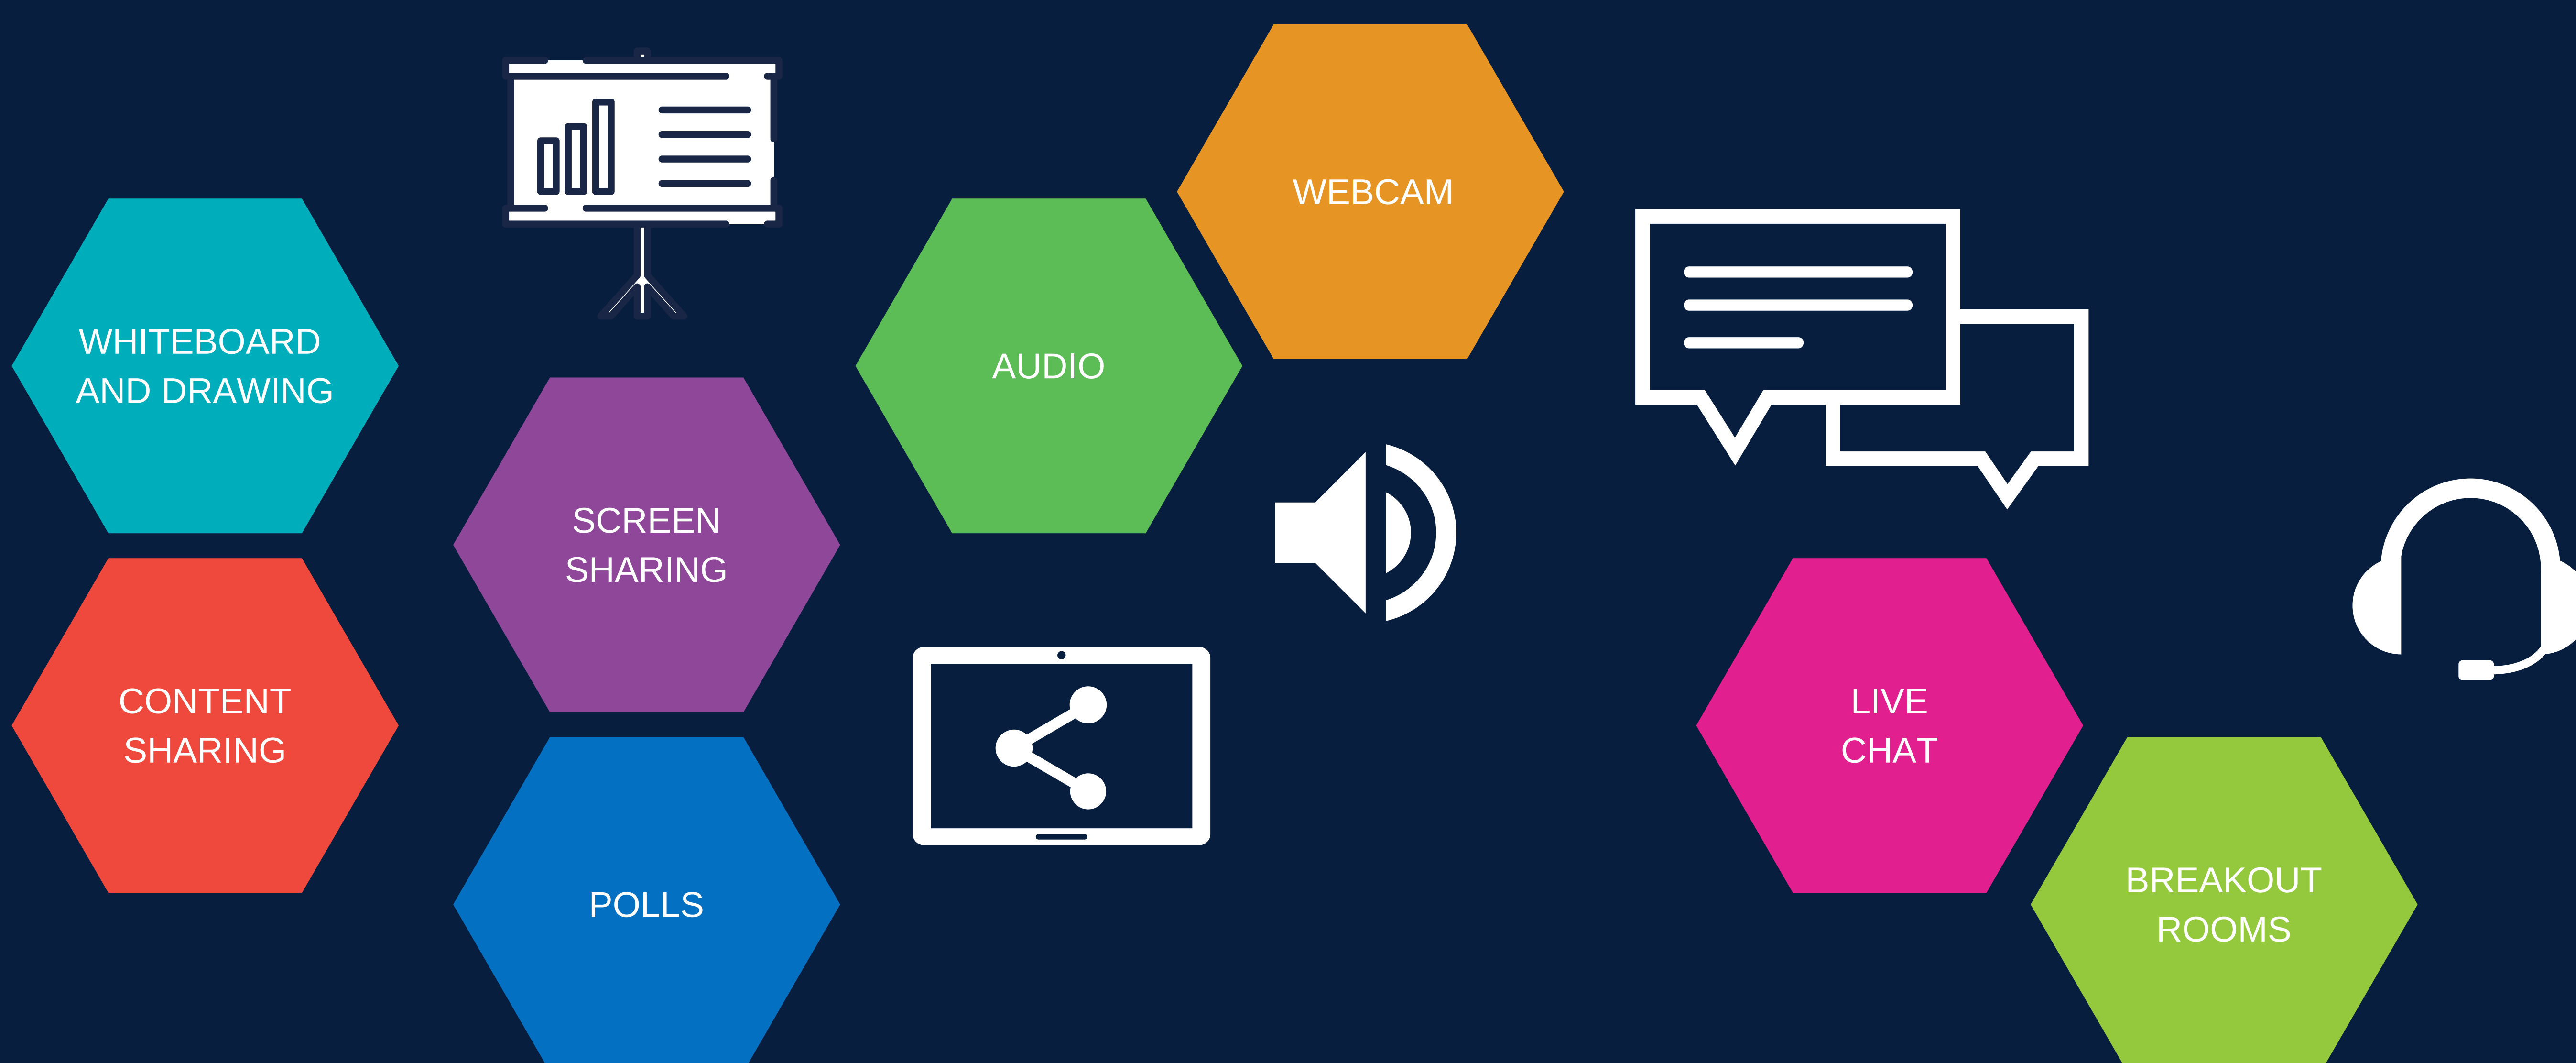 WHITEBOARD
AND DRAWING
CONTENT
SHARING
SCREEN
SHARING
POLLS
AUDIO
WEBCAM
LIVE
CHAT
BREAKOUT
ROOMS